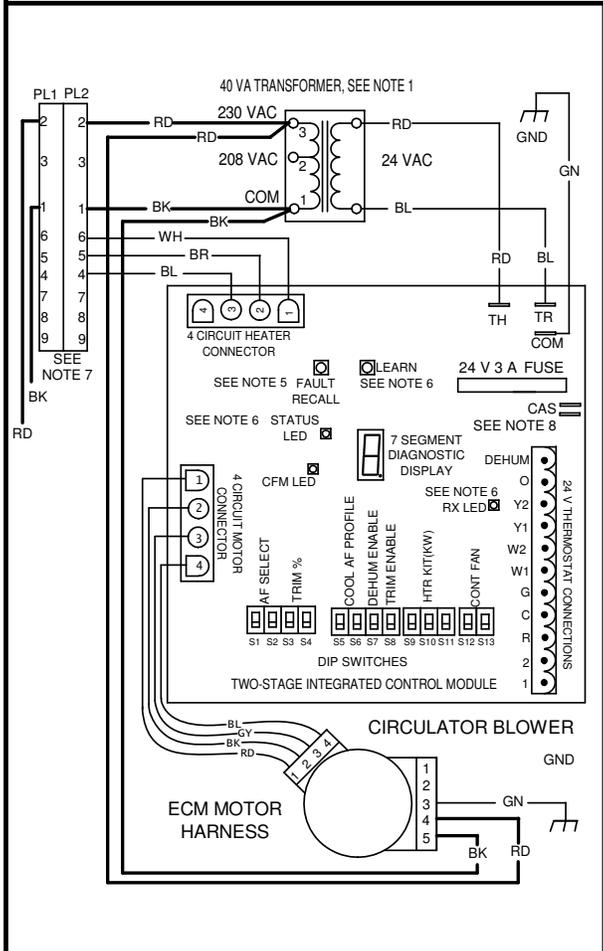 40 VA TRANSFORMER, SEE NOTE 1
PL1 PL2
230 VAC
RD
RD
2 2
3
RD
GND
208 VAC
2
24 VAC
3 3
GN
COM
1
1 1
BK
BK
BL
6 6
WH
5 5
BR
4 4
BL
RD
BL
7 7
8 8
9 9
4 3 2 1
TH
TR
4 CIRCUIT HEATER
CONNECTOR
COM
SEE
NOTE 7
SEE NOTE 5
FAULT
RECALL
LEARN
SEE NOTE 6
24 V 3 A FUSE
BK
RD
CAS
SEE NOTE 8
SEE NOTE 6
STATUS
LED
7 SEGMENT
DIAGNOSTIC
DISPLAY
CFM LED
SEE NOTE 6
RX LED
DEHUM
O
Y2
Y1
W2
W1
G
C
R
2
1
24 V THERMOSTAT CONNECTIONS
1
2
3
4
4 CIRCUIT MOTOR
CONNECTOR
AF SELECT
TRIM %
COOL AF PROFILE
DEHUM ENABLE
TRIM ENABLE
HTR KIT(KW)
CONT FAN
S1 S2 S3 S4
S5 S6 S7 S8 S9 S10 S11 S12 S13
DIP SWITCHES
TWO-STAGE INTEGRATED CONTROL MODULE
BL
GY
BK
RD
1 2 3 4
CIRCULATOR BLOWER
GND
ECM MOTOR
HARNESS
1
2
3
4
5
GN
BK
RD